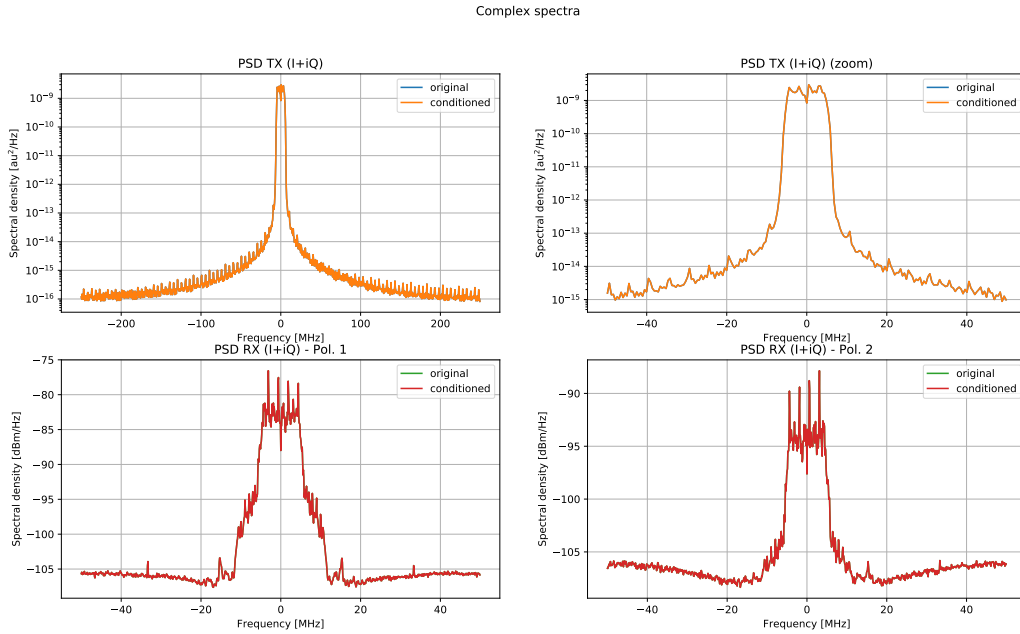 Complex spectra
PSD TX (I+iQ)
Spectral density [au²/Hz]
10⁻⁹
10⁻¹⁰
10⁻¹¹
10⁻¹²
10⁻¹³
10⁻¹⁴
10⁻¹⁵
10⁻¹⁶
original
conditioned
−200 −100 0 100 200
Frequency [MHz]
PSD TX (I+iQ) (zoom)
Spectral density [au²/Hz]
10⁻⁹
10⁻¹⁰
10⁻¹¹
10⁻¹²
10⁻¹³
10⁻¹⁴
10⁻¹⁵
original
conditioned
−40 −20 0 20 40
Frequency [MHz]
PSD RX (I+iQ) - Pol. 1
Spectral density [dBm/Hz]
−75
−80
−85
−90
−95
−100
−105
original
conditioned
−40 −20 0 20 40
Frequency [MHz]
PSD RX (I+iQ) - Pol. 2
Spectral density [dBm/Hz]
−90
−95
−100
−105
original
conditioned
−40 −20 0 20 40
Frequency [MHz]